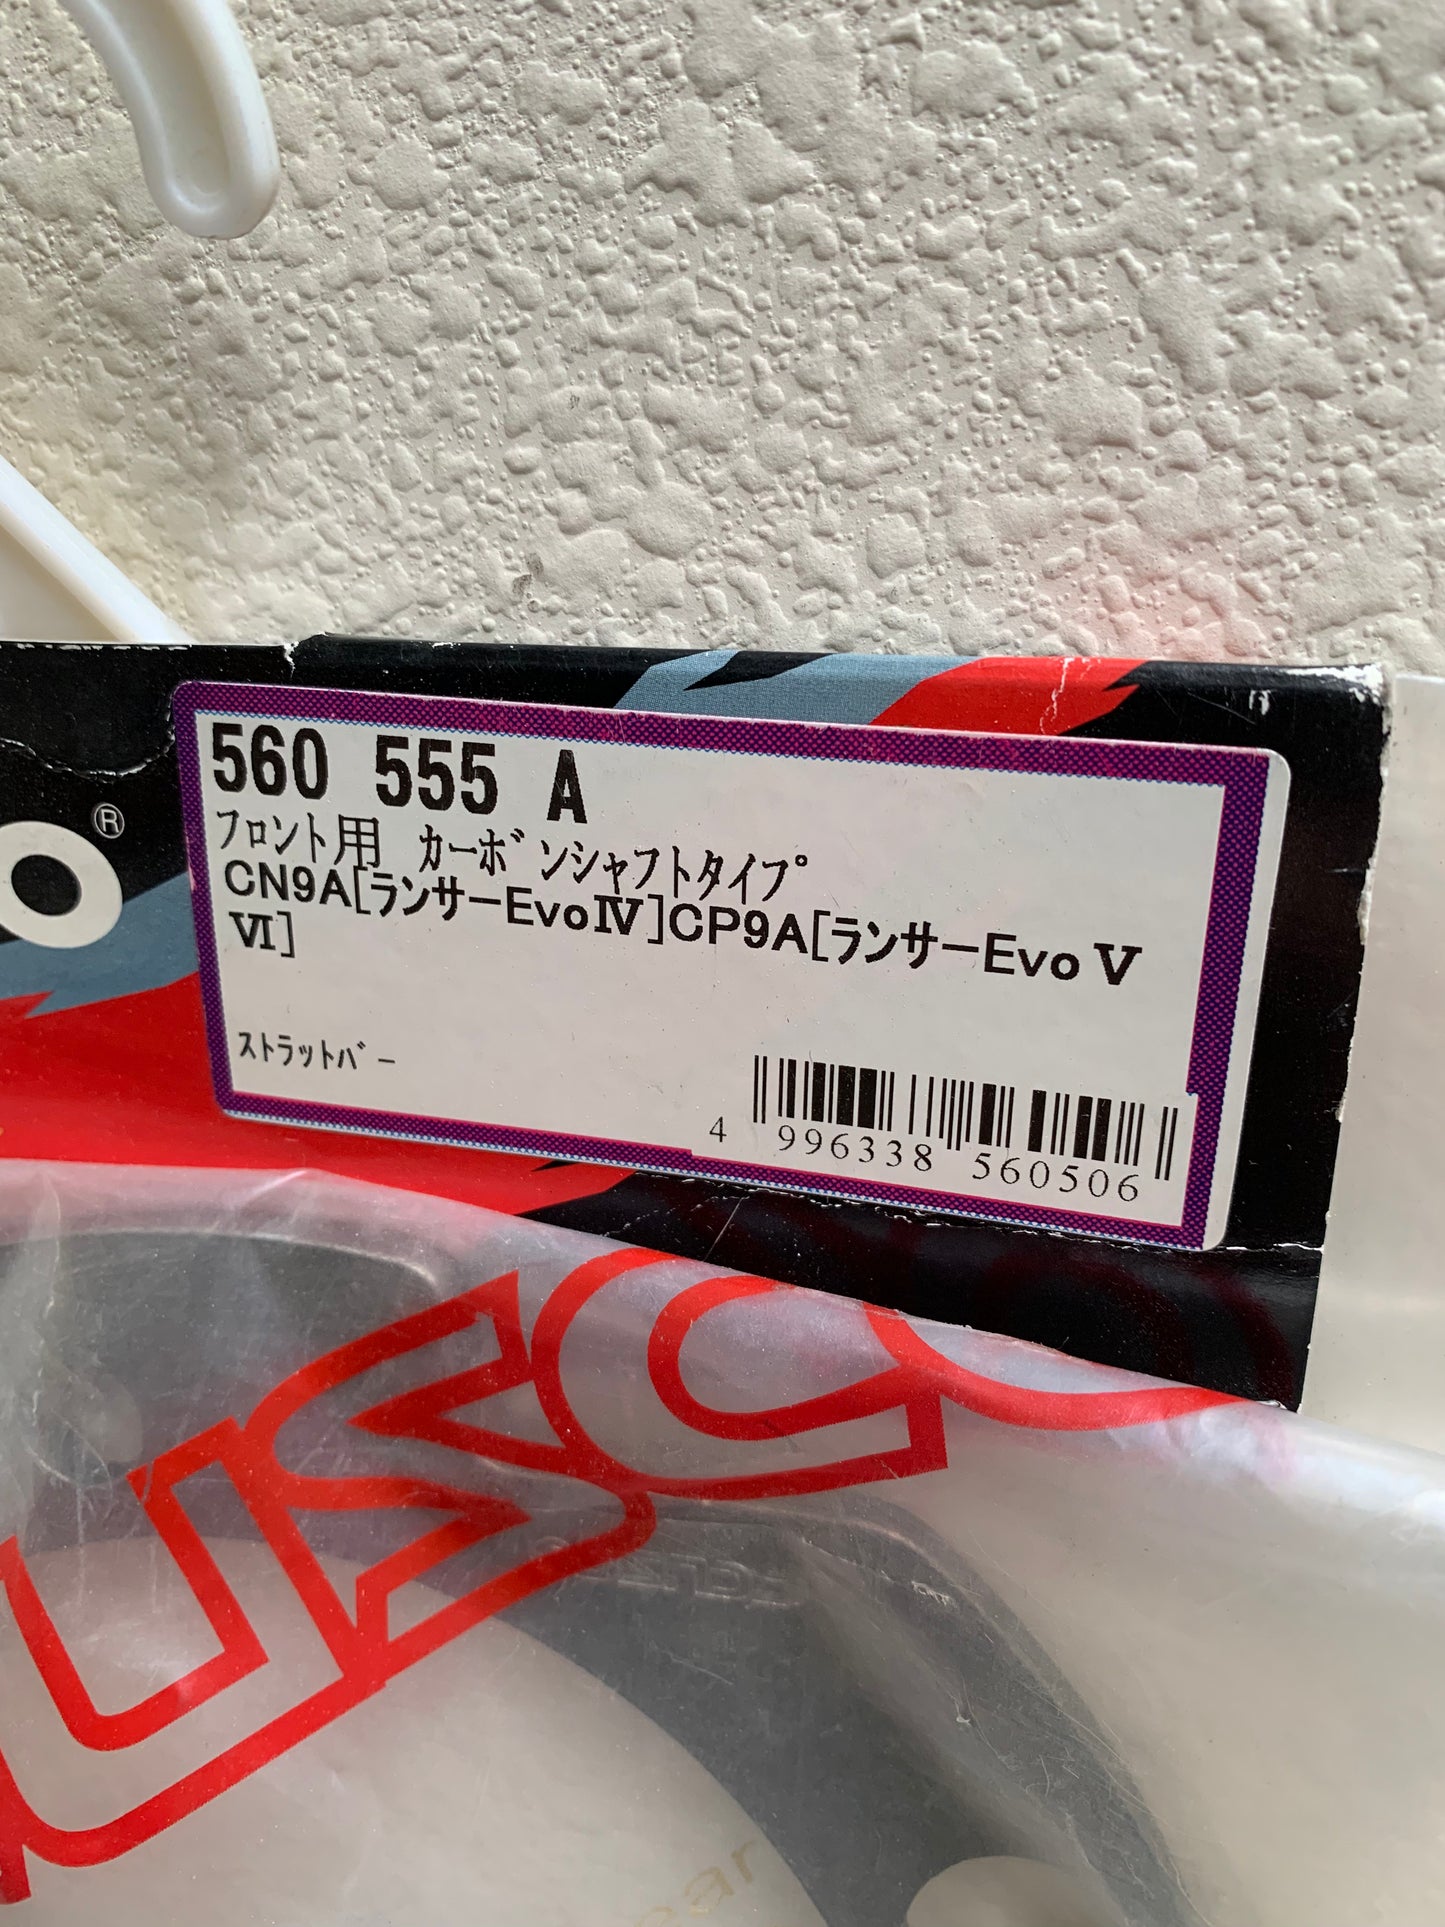 560 555 A
フロント用 カーボンシャフトタイプ
CN9A[ランサーEvoⅣ]CP9A[ランサーEvoⅤ
Ⅵ]
ストラットバー
4 996338 560506
®
USC